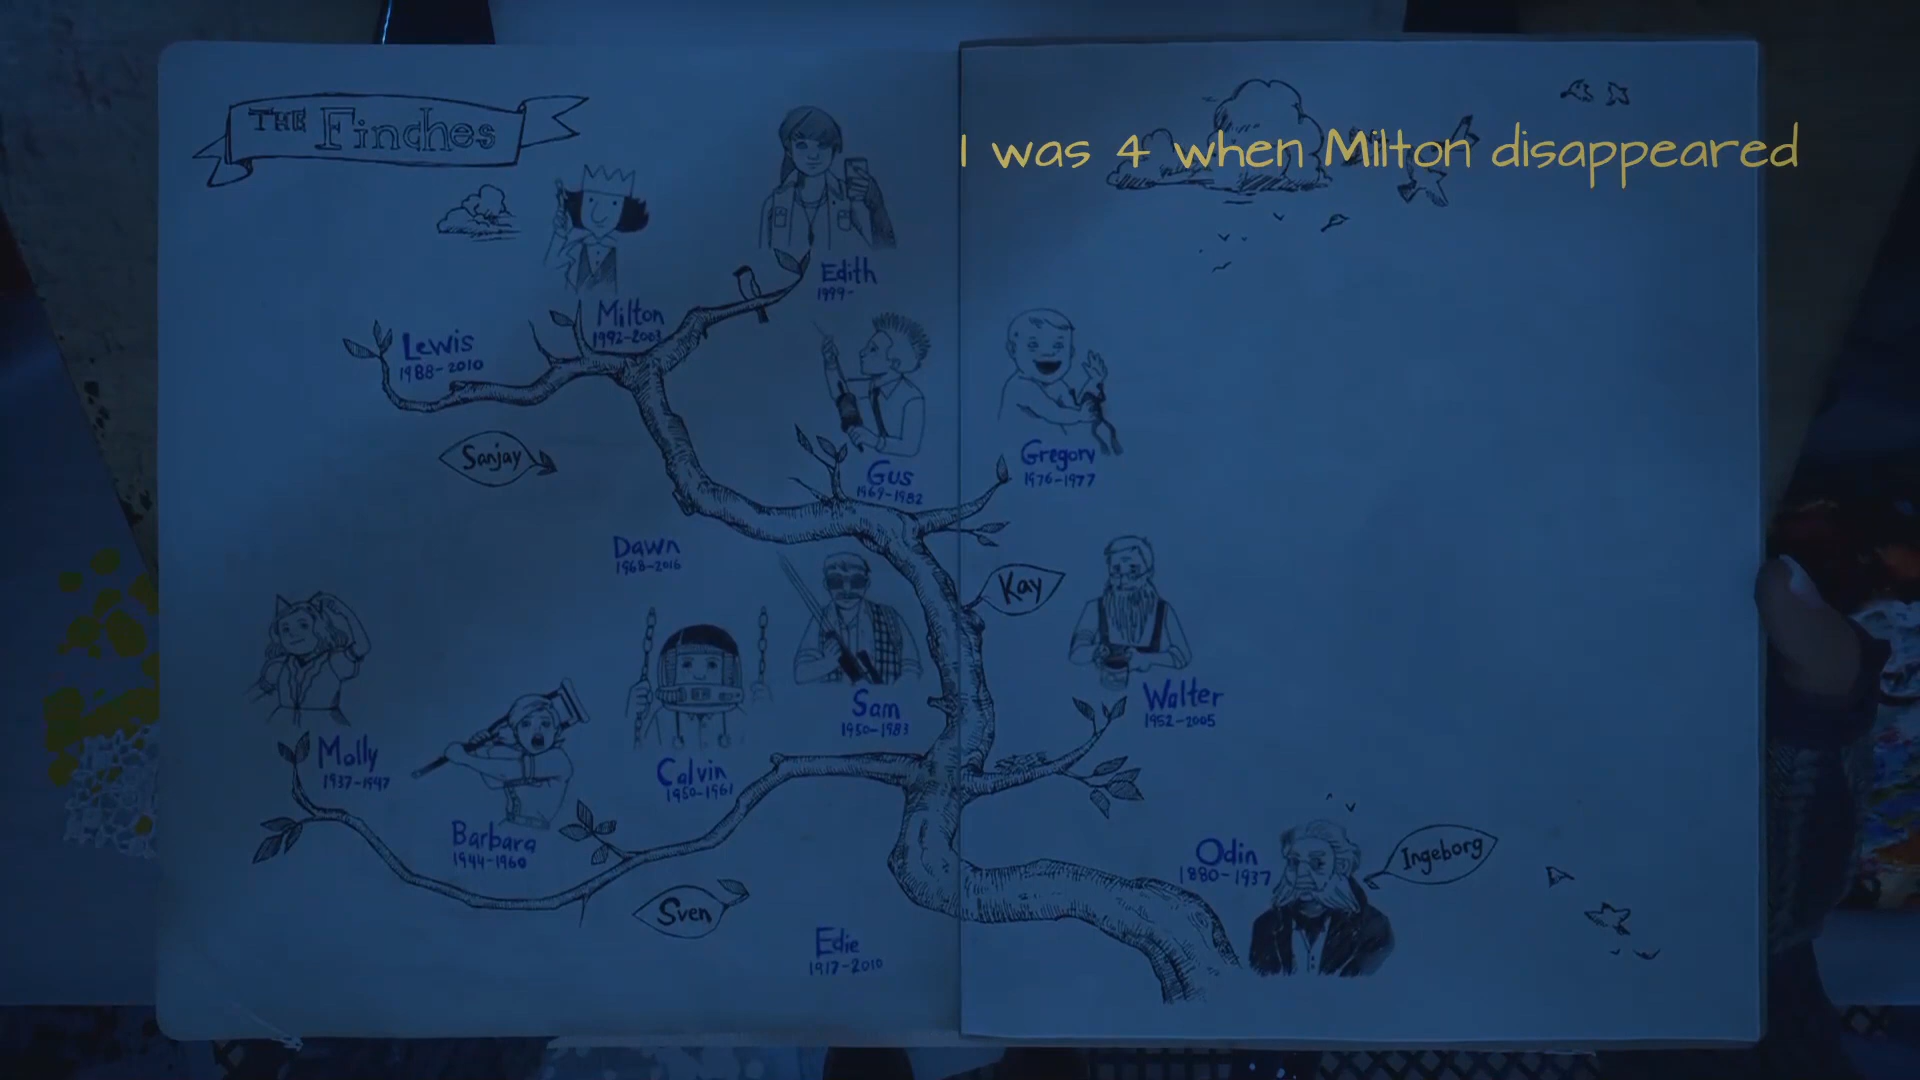 THE Finches
I was 4 when Milton disappeared
Edith
1999-
Milton
1992-2003
Lewis
1988-2010
Sanjay
Gus
1969-1982
Gregory
1976-1977
Dawn
1968-2016
Kay
Sam
1950-1983
Walter
1952-2005
Molly
1937-1947
Calvin
1950-1961
Barbara
1944-1960
Odin
1880-1937
Ingeborg
Sven
Edie
1917-2010